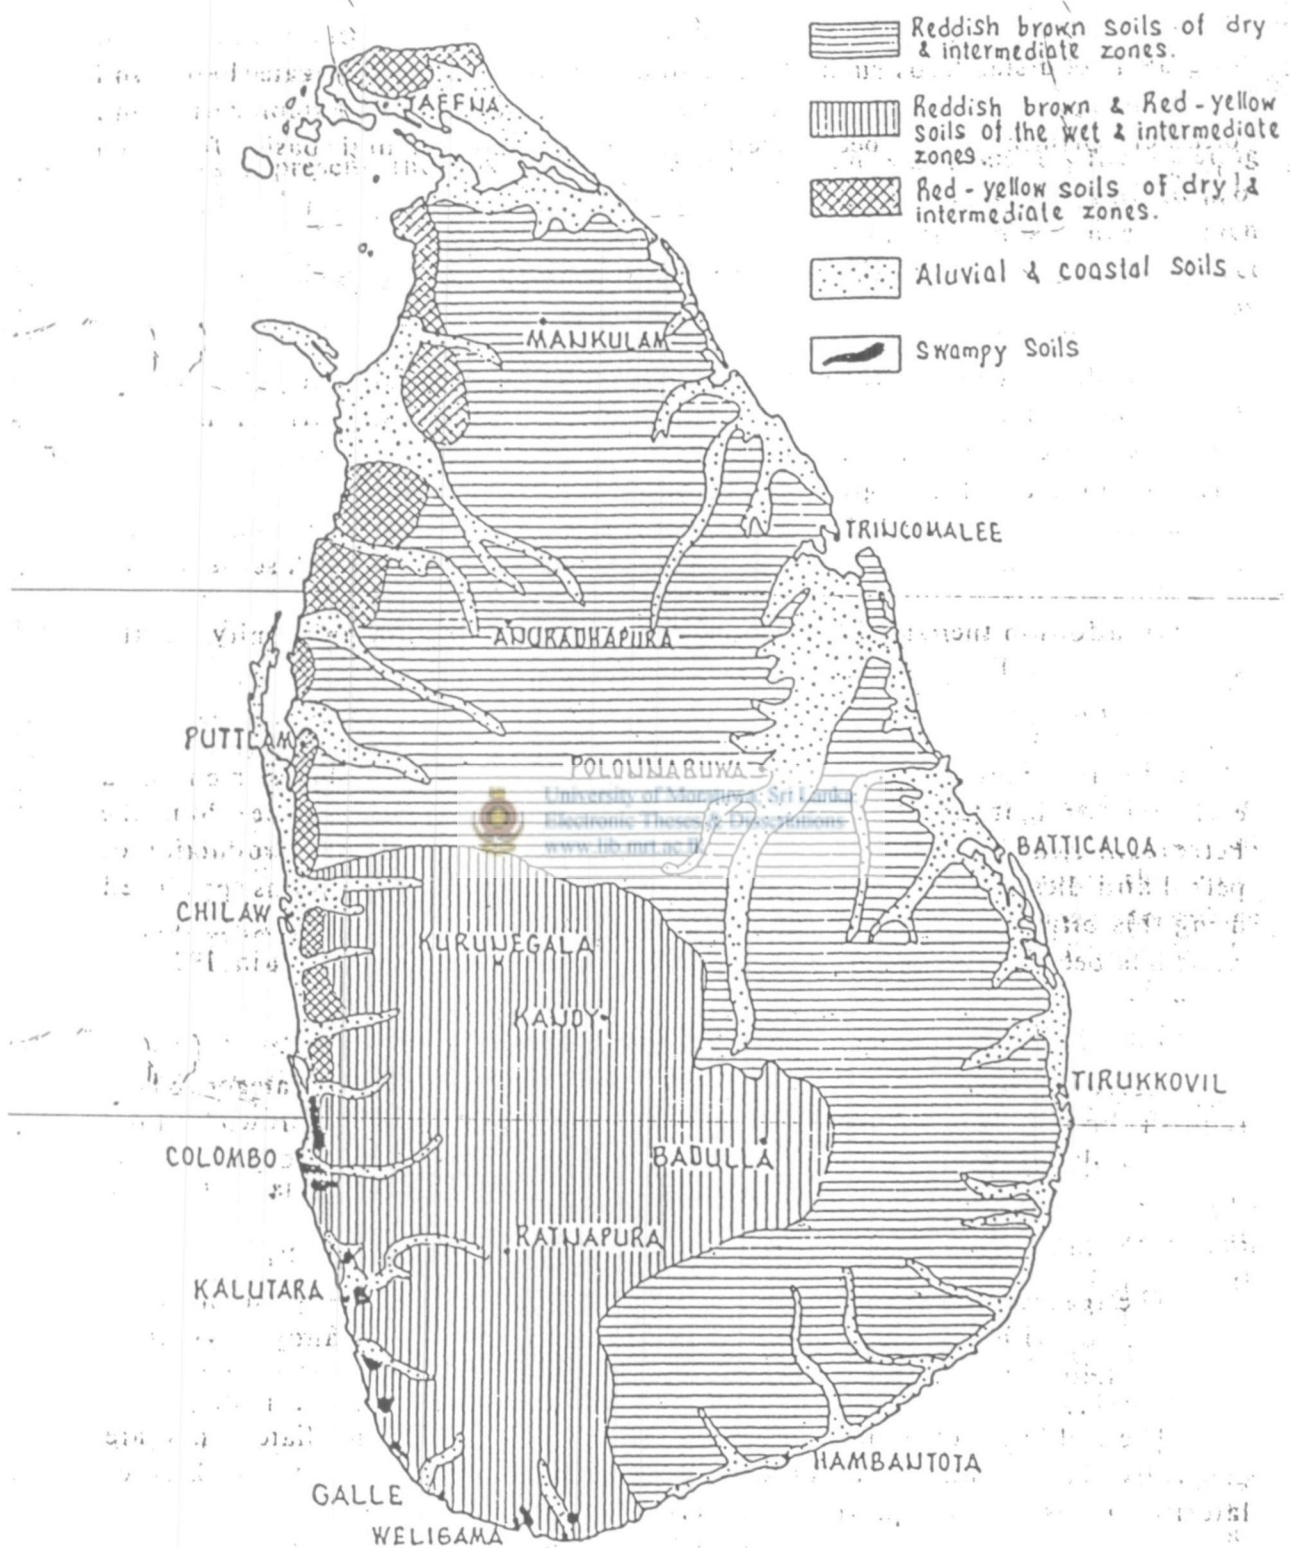 Reddish brown soils of dry
& intermediate zones.
Reddish brown & Red-yellow
soils of the wet & intermediate
zones.
Red-yellow soils of dry &
intermediate zones.
Aluvial & coastal Soils
Swampy Soils
JAFFNA
MANKULAM
TRINCOMALEE
ANURADHAPURA
PUTTLAM
POLONNARUWA
University of Moratuwa, Sri Lanka
Electronic Theses & Dissertations
www.lib.mrt.ac.lk
BATTICALOA
CHILAW
KURUNEGALA
KANDY
TIRUKKOVIL
COLOMBO
BADULLA
RATNAPURA
KALUTARA
HAMBANTOTA
GALLE
WELIGAMA